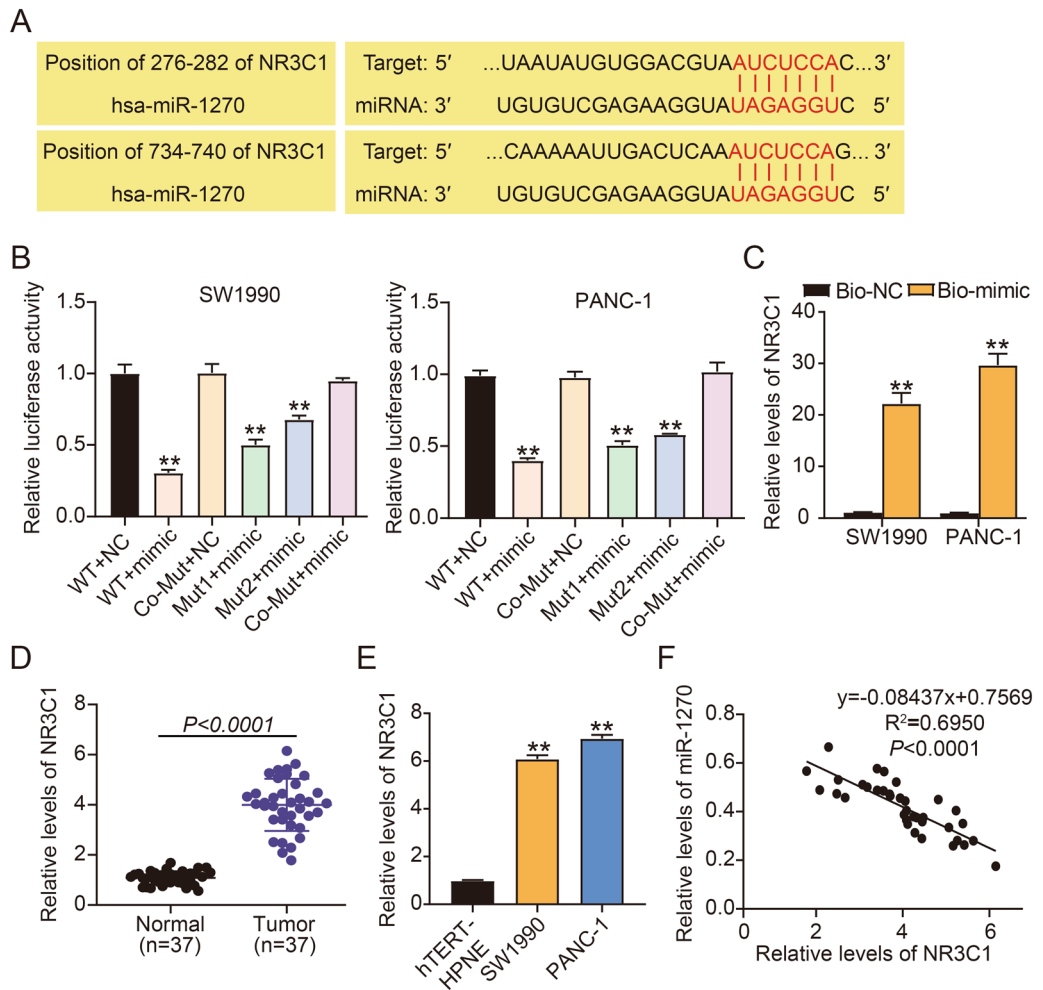 A
Position of 276-282 of NR3C1
Target: 5′ ...UAAUAUGUGGACGUAAUCUCCAC...3′
hsa-miR-1270
miRNA: 3′ UGUGUCGAGAAGGUAUAGAGGUC 5′
Position of 734-740 of NR3C1
Target: 5′ ...CAAAAAUUGACUCAAAUCUCCAG...3′
hsa-miR-1270
miRNA: 3′ UGUGUCGAGAAGGUAUAGAGGUC 5′
B
SW1990
Relative luciferase actuvity
1.5
1.0
0.5
0.0
**
**
**
WT+NC
WT+mimic
Co-Mut+NC
Mut1+mimic
Mut2+mimic
Co-Mut+mimic
PANC-1
Relative luciferase actuvity
1.5
1.0
0.5
0.0
**
**
**
WT+NC
WT+mimic
Co-Mut+NC
Mut1+mimic
Mut2+mimic
Co-Mut+mimic
C
Bio-NC Bio-mimic
Relative levels of NR3C1
40
30
20
10
0
**
**
SW1990 PANC-1
D
Relative levels of NR3C1
8
6
4
2
0
P<0.0001
Normal
(n=37)
Tumor
(n=37)
E
Relative levels of NR3C1
8
6
4
2
0
**
**
hTERT-
HPNE
SW1990
PANC-1
F
y=-0.08437x+0.7569
R²=0.6950
P<0.0001
Relative levels of miR-1270
0.8
0.6
0.4
0.2
0.0
0 2 4 6
Relative levels of NR3C1